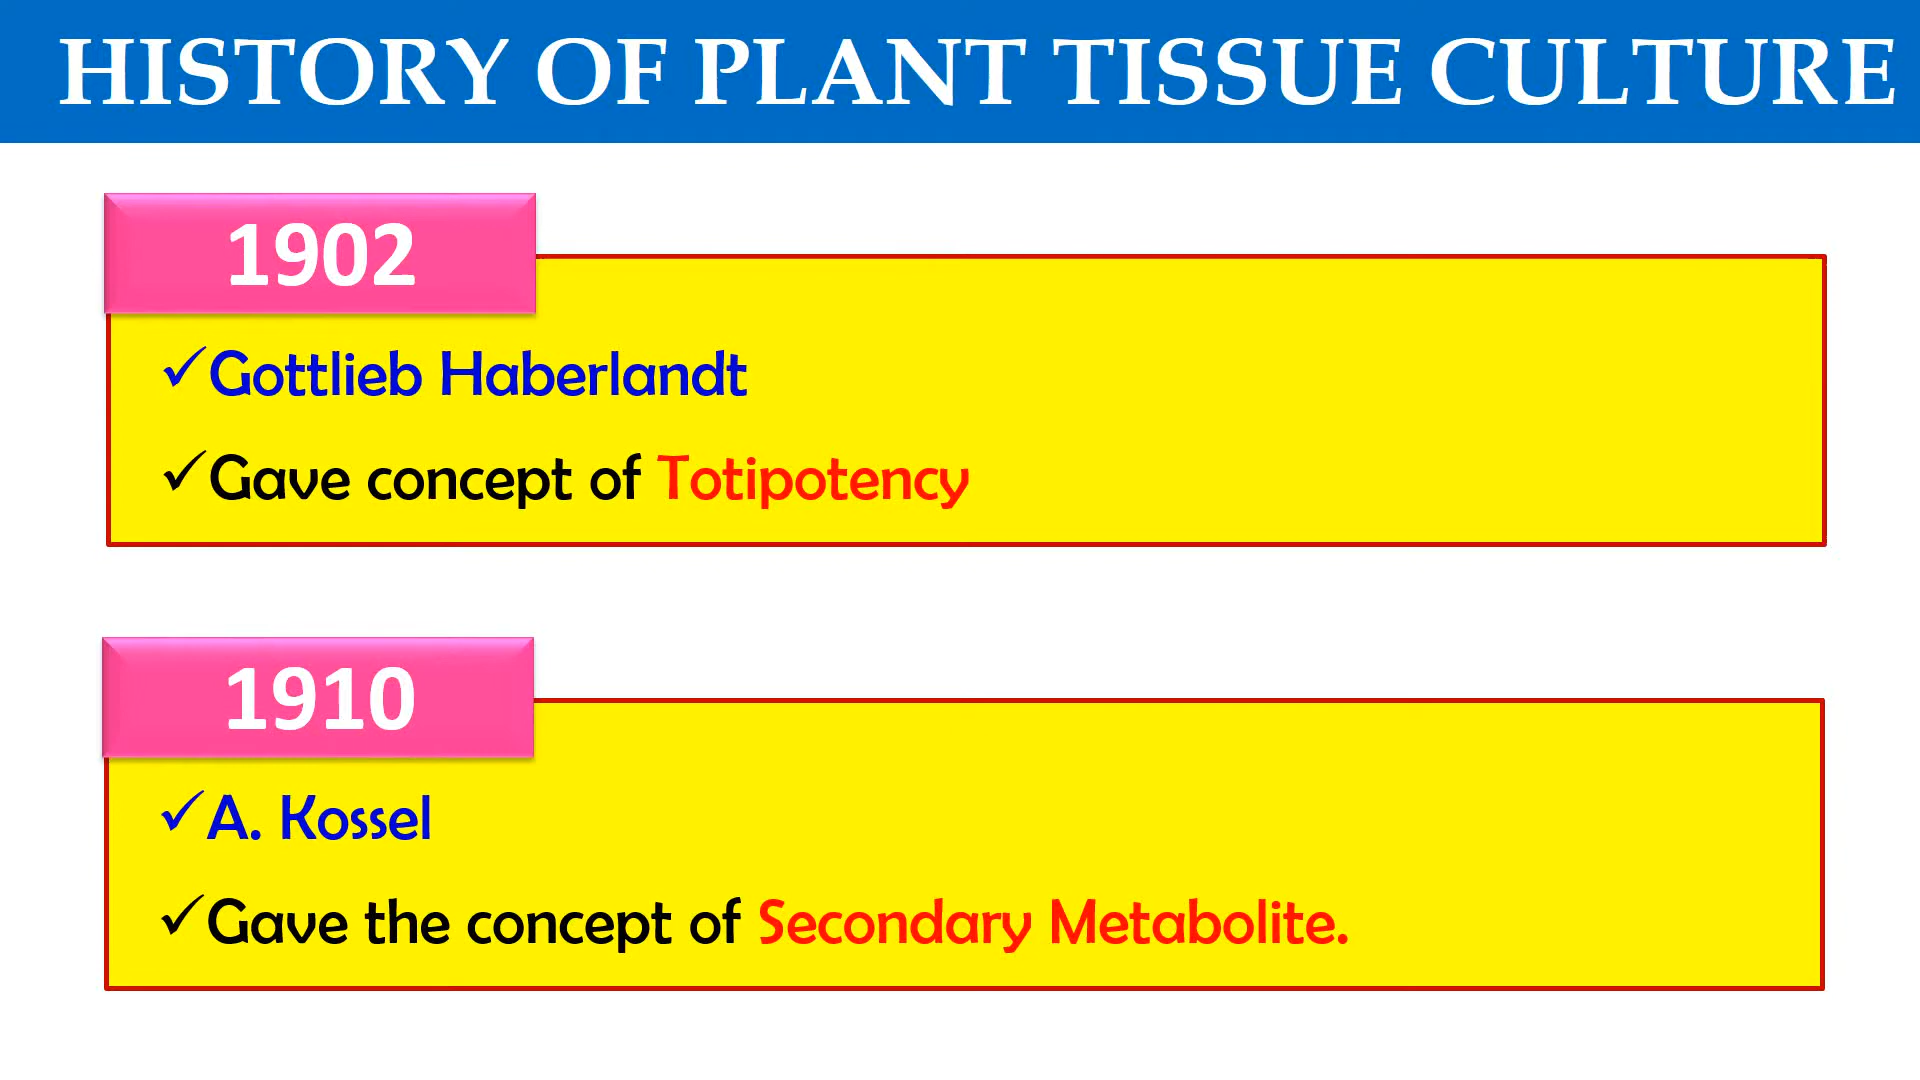 HISTORY OF PLANT TISSUE CULTURE
1902
✓Gottlieb Haberlandt
✓Gave concept of Totipotency
1910
✓A. Kossel
✓Gave the concept of Secondary Metabolite.